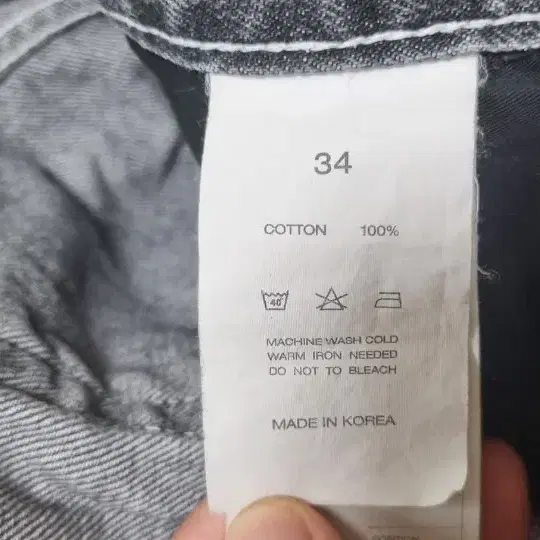 34
COTTON 100%
40
MACHINE WASH COLD
WARM IRON NEEDED
DO NOT TO BLEACH
MADE IN KOREA